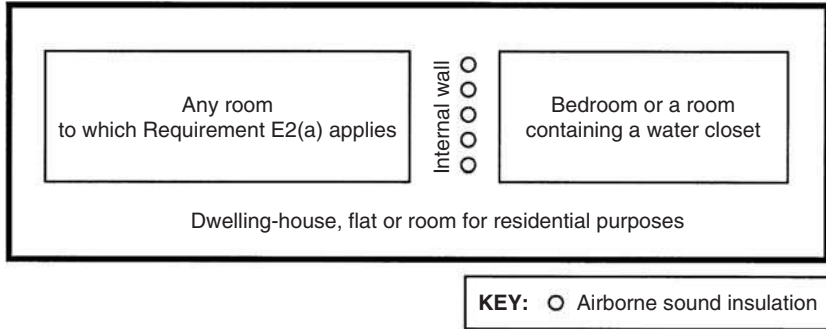 Any room
to which Requirement E2(a) applies
Internal wall
Bedroom or a room
containing a water closet
Dwelling-house, flat or room for residential purposes
KEY: Airborne sound insulation